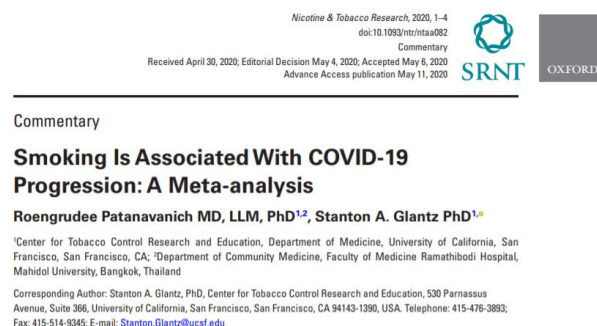 Nicotine & Tobacco Research, 2020, 1–4
doi:10.1093/ntr/ntaa082
Commentary
Received April 30, 2020; Editorial Decision May 4, 2020; Accepted May 6, 2020
Advance Access publication May 11, 2020
SRNT
OXFORD
Commentary
Smoking Is Associated With COVID-19
Progression: A Meta-analysis
Roengrudee Patanavanich MD, LLM, PhD1,2, Stanton A. Glantz PhD1,
1Center for Tobacco Control Research and Education, Department of Medicine, University of California, San
Francisco, San Francisco, CA; 2Department of Community Medicine, Faculty of Medicine Ramathibodi Hospital,
Mahidol University, Bangkok, Thailand
Corresponding Author: Stanton A. Glantz, PhD, Center for Tobacco Control Research and Education, 530 Parnassus
Avenue, Suite 366, University of California, San Francisco, San Francisco, CA 94143-1390, USA. Telephone: 415-476-3893;
Fax: 415-514-9345; E-mail: Stanton.Glantz@ucsf.edu